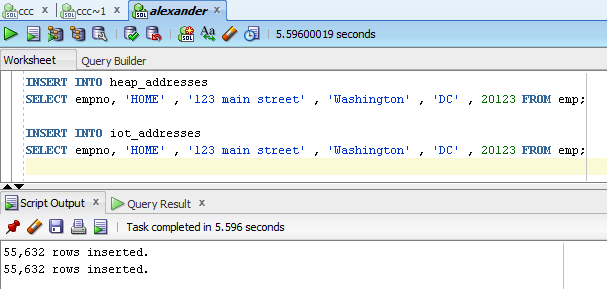 ccc x ccc~1 x alexander x
5.59600019 seconds
Worksheet Query Builder
INSERT INTO heap_addresses
SELECT empno, 'HOME' , '123 main street' , 'Washington' , 'DC' , 20123 FROM emp;
INSERT INTO iot_addresses
SELECT empno, 'HOME' , '123 main street' , 'Washington' , 'DC' , 20123 FROM emp;
Script Output x Query Result x
Task completed in 5.596 seconds
55,632 rows inserted.
55,632 rows inserted.